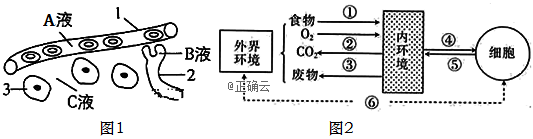 1
A液
B液
2
3
C液
图1
外界
环境
食物
O₂
CO₂
废物
①
②
③
内环境
④
⑤
细胞
⑥
@正确云
图2